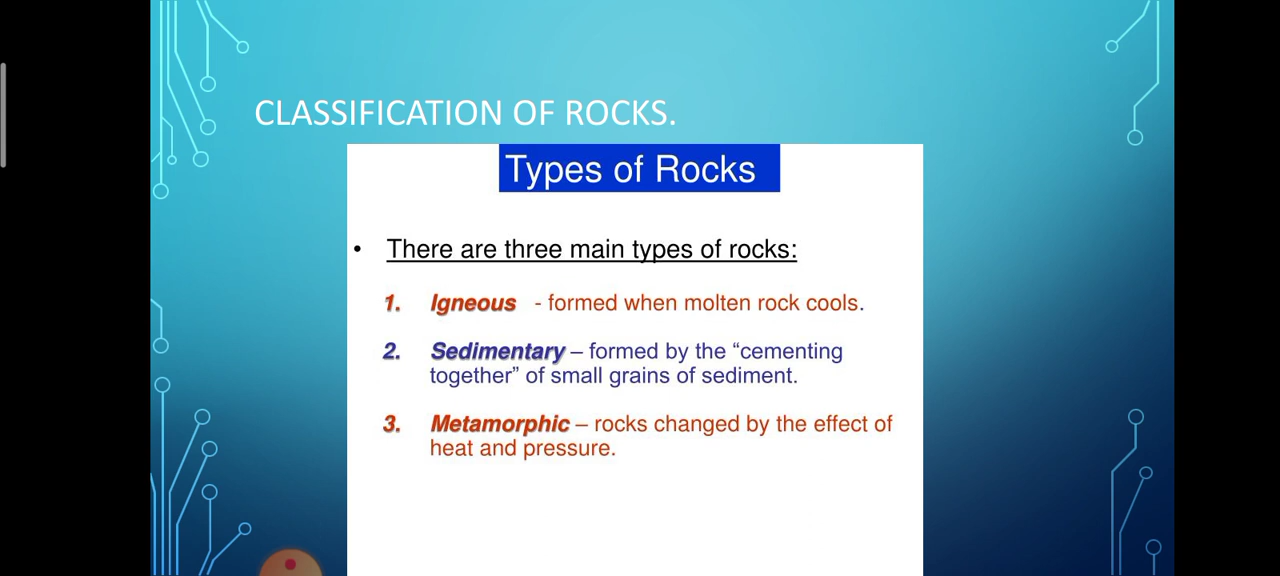 CLASSIFICATION OF ROCKS.
Types of Rocks
• There are three main types of rocks:
1. Igneous - formed when molten rock cools.
2. Sedimentary – formed by the “cementing
together” of small grains of sediment.
3. Metamorphic – rocks changed by the effect of
heat and pressure.